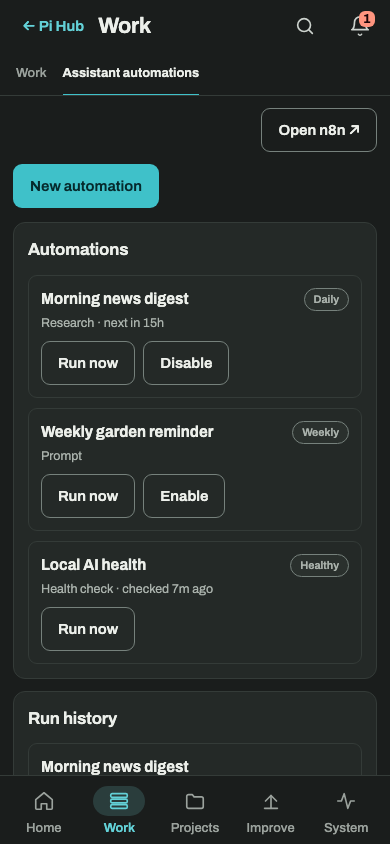 ← Pi Hub Work
1
Work Assistant automations
Open n8n ↗
New automation
Automations
Morning news digest Daily
Research · next in 15h
Run now Disable
Weekly garden reminder Weekly
Prompt
Run now Enable
Local AI health Healthy
Health check · checked 7m ago
Run now
Run history
Morning news digest
Home Work Projects Improve System